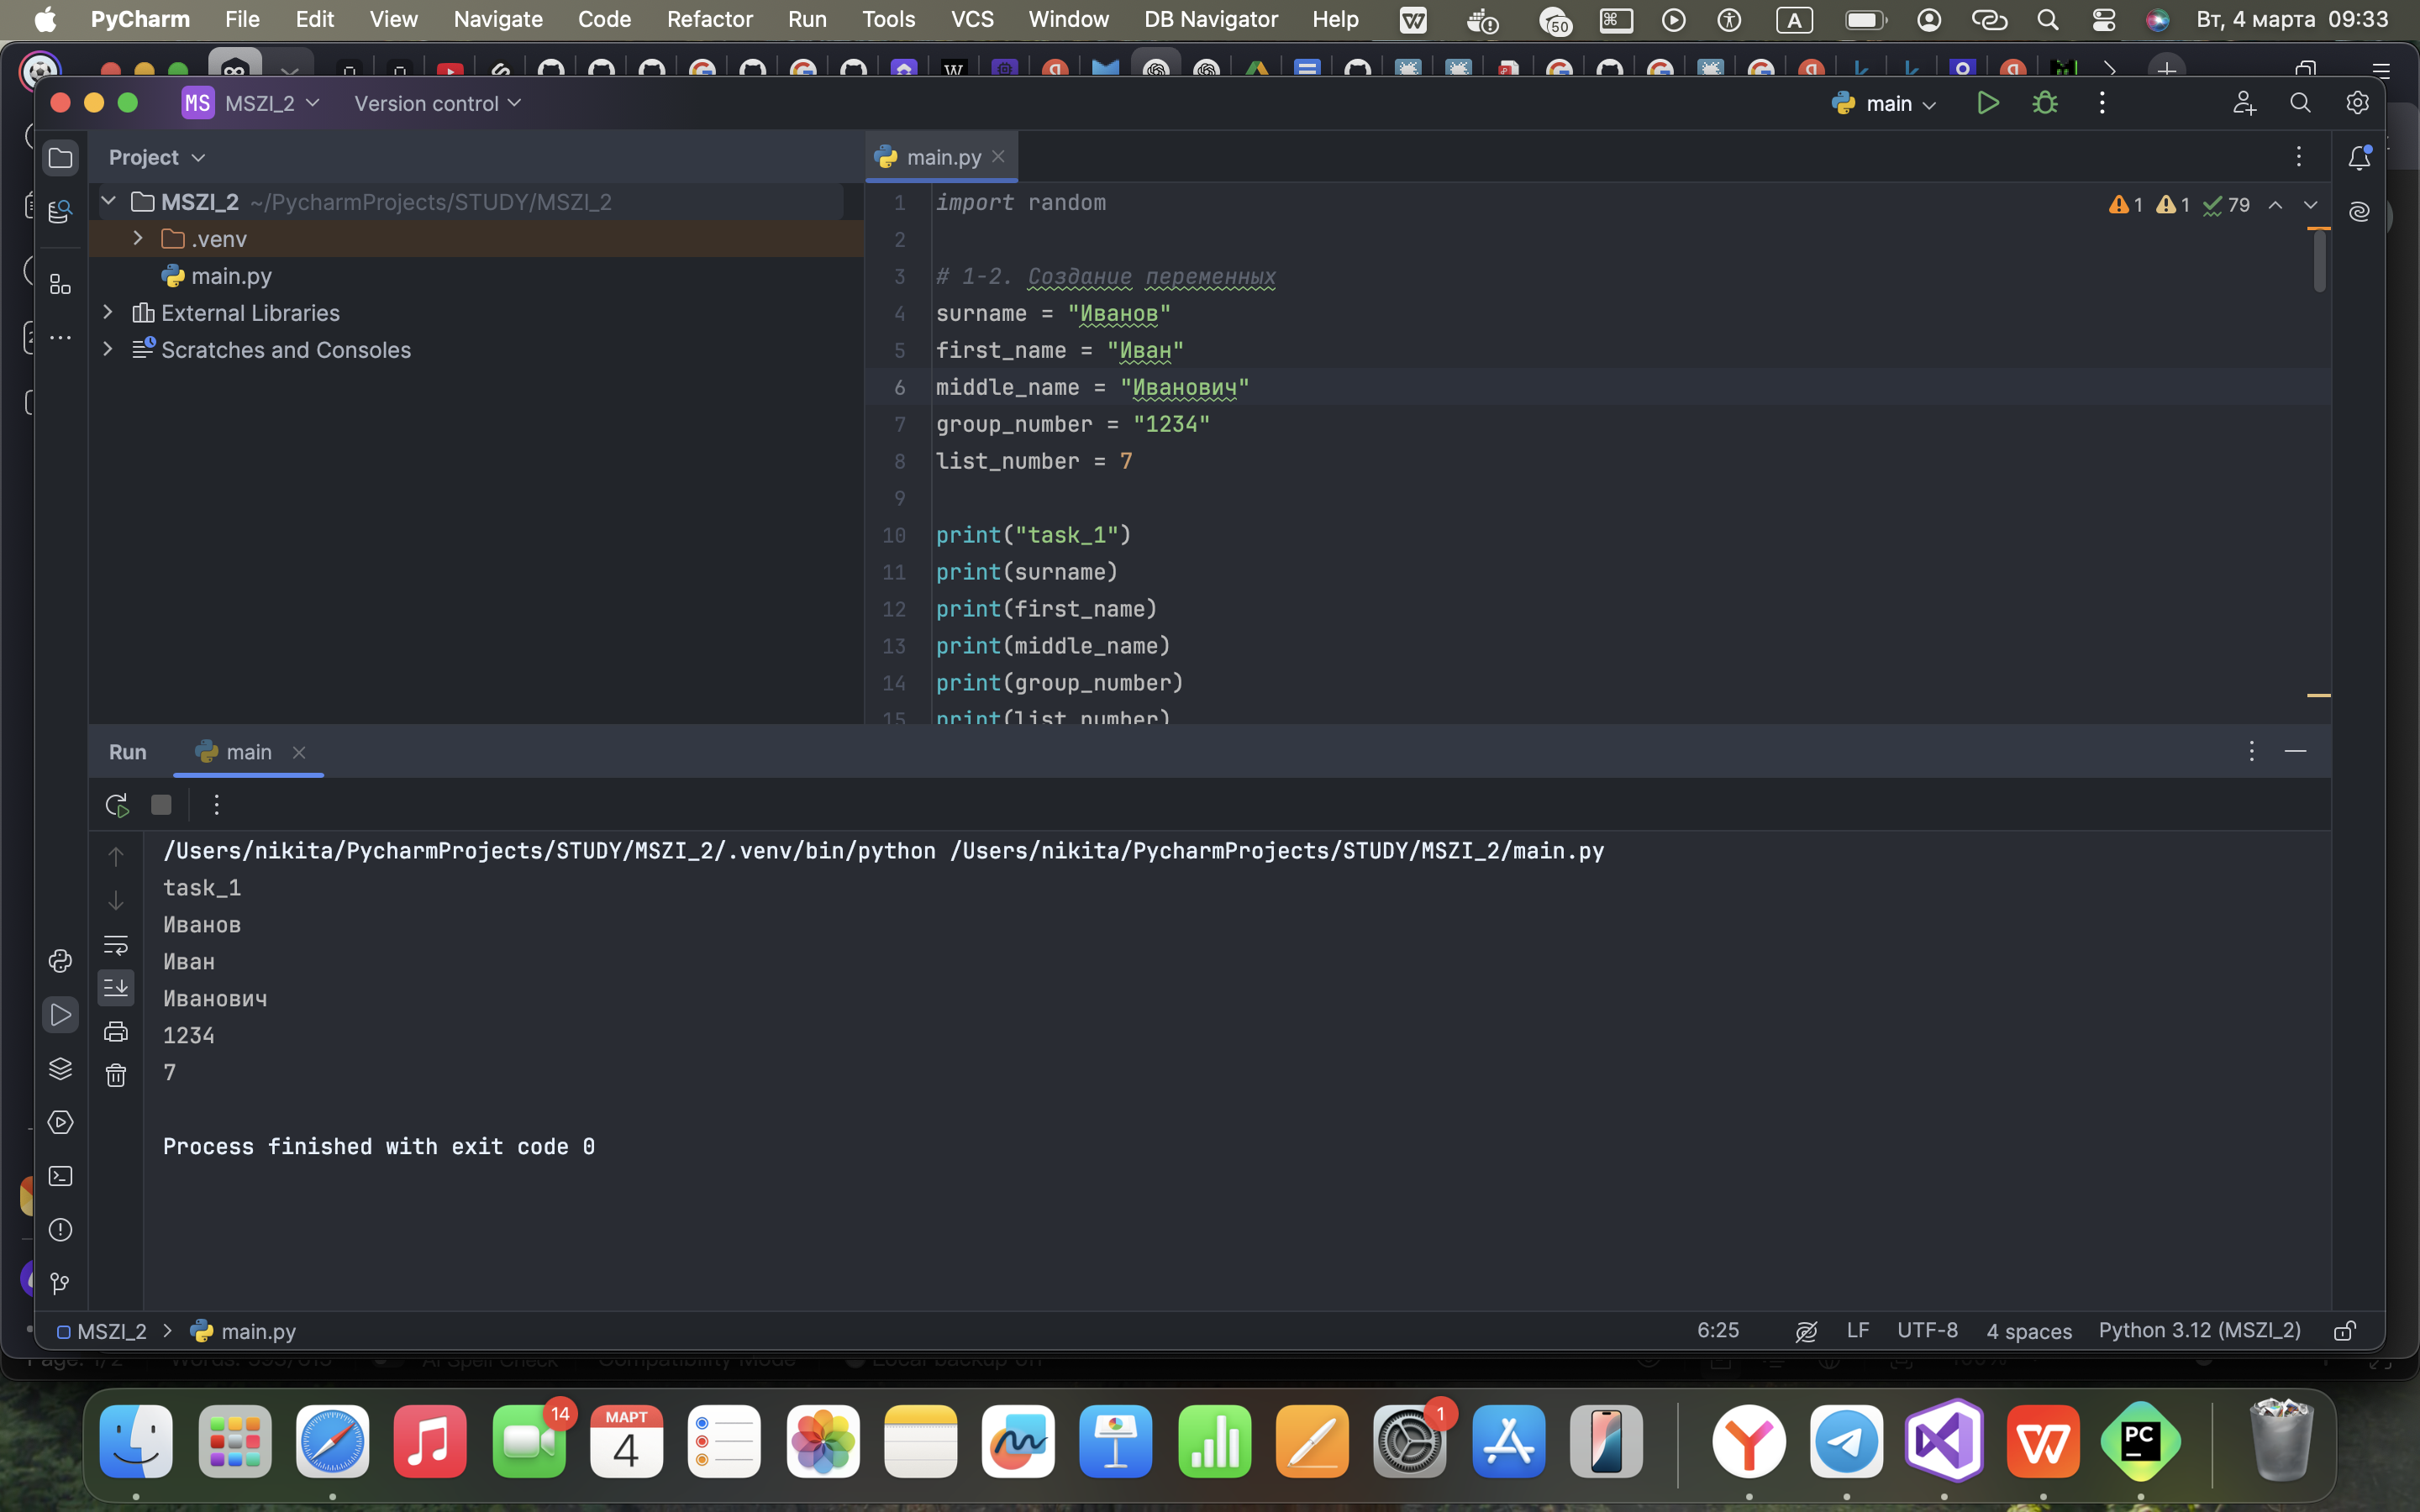 PyCharm File Edit View Navigate Code Refactor Run Tools VCS Window DB Navigator Help 50 A Вт, 4 марта 09:33
MS MSZI_2 Version control main
Project main.py
MSZI_2 ~/PycharmProjects/STUDY/MSZI_2
.venv
main.py
External Libraries
Scratches and Consoles
1 1 79
1 import random
2
3 # 1-2. Создание переменных
4 surname = "Иванов"
5 first_name = "Иван"
6 middle_name = "Иванович"
7 group_number = "1234"
8 list_number = 7
9
10 print("task_1")
11 print(surname)
12 print(first_name)
13 print(middle_name)
14 print(group_number)
15 print(list_number)
Run main
/Users/nikita/PycharmProjects/STUDY/MSZI_2/.venv/bin/python /Users/nikita/PycharmProjects/STUDY/MSZI_2/main.py
task_1
Иванов
Иван
Иванович
1234
7
Process finished with exit code 0
MSZI_2 main.py 6:25 LF UTF-8 4 spaces Python 3.12 (MSZI_2)
14 МАРТ 4 1 PC